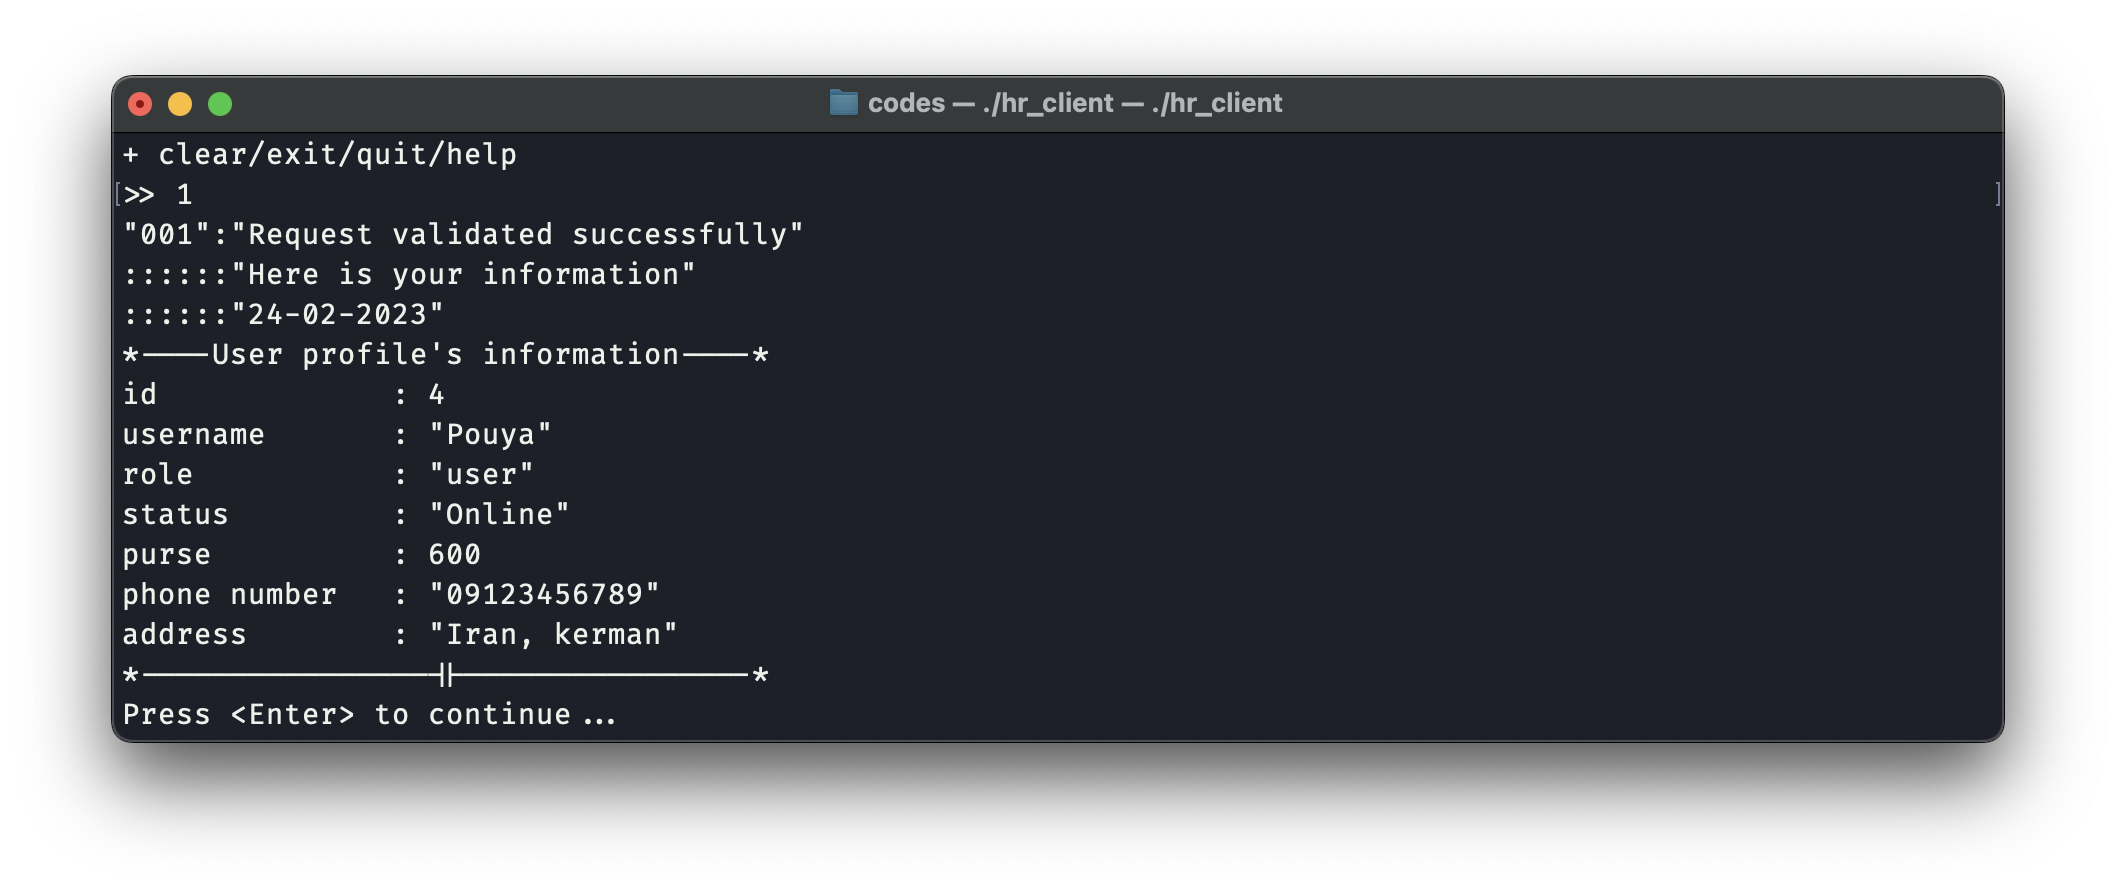 codes — ./hr_client — ./hr_client
+ clear/exit/quit/help
[>> 1 ]
"001":"Request validated successfully"
::::::"Here is your information"
::::::"24-02-2023"
*----User profile's information----*
id : 4
username : "Pouya"
role : "user"
status : "Online"
purse : 600
phone number : "09123456789"
address : "Iran, kerman"
*-----------------||-----------------*
Press <Enter> to continue...